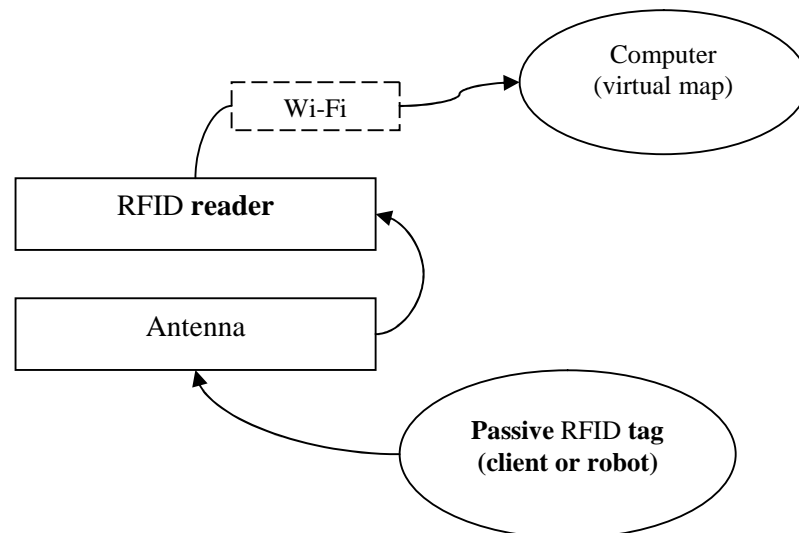 Computer
(virtual map)
Wi-Fi
RFID reader
Antenna
Passive RFID tag
(client or robot)